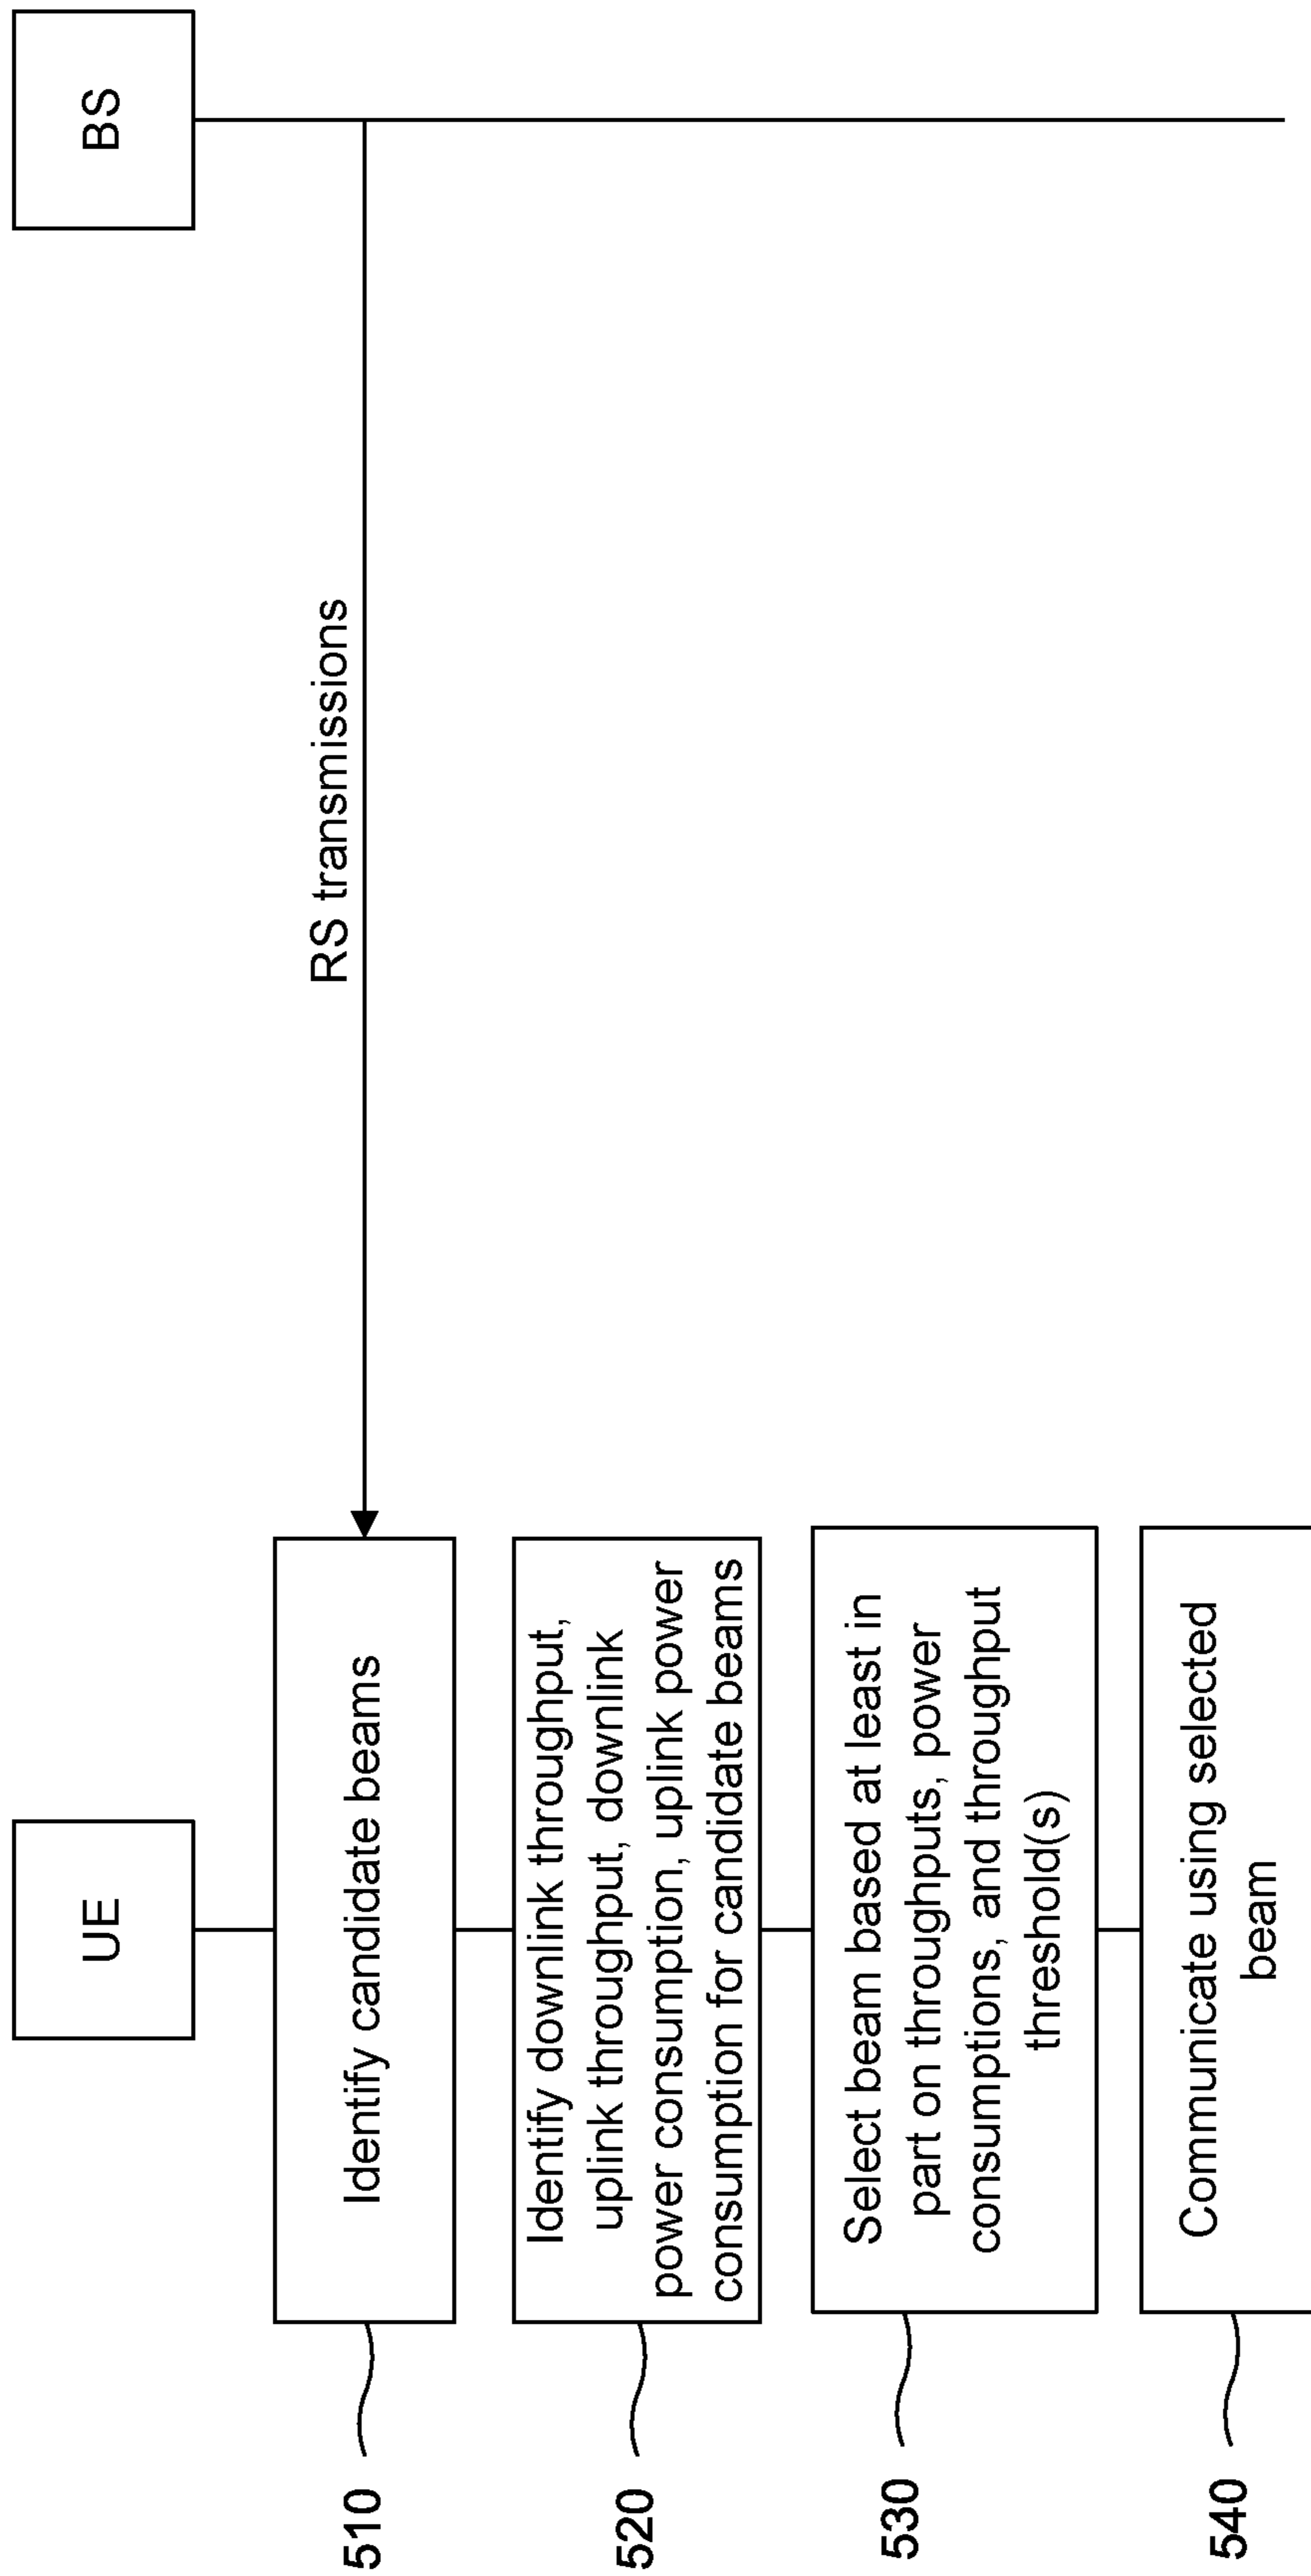 UE
BS
RS transmissions
510
Identify candidate beams
520
Identify downlink throughput,
uplink throughput, downlink
power consumption, uplink power
consumption for candidate beams
530
Select beam based at least in
part on throughputs, power
consumptions, and throughput
threshold(s)
540
Communicate using selected
beam